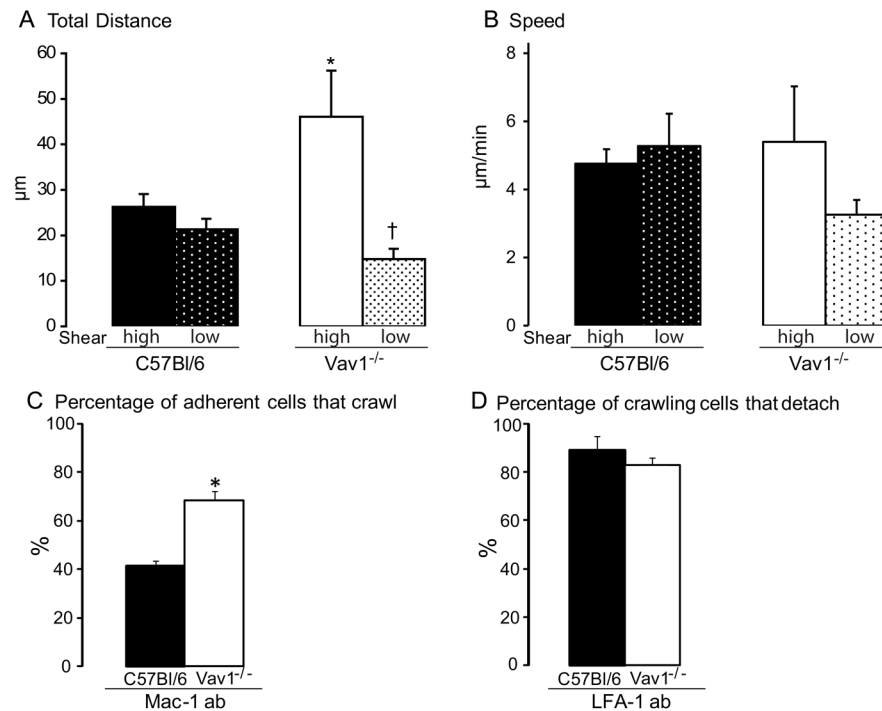 A Total Distance
60
50
40
30
20
10
0
µm
*
†
Shear high low high low
C57Bl/6 Vav1-/-
B Speed
8
6
4
2
0
µm/min
Shear high low high low
C57Bl/6 Vav1-/-
C Percentage of adherent cells that crawl
100
80
60
40
20
0
%
*
C57Bl/6 Vav1-/-
Mac-1 ab
D Percentage of crawling cells that detach
100
80
60
40
20
0
%
C57Bl/6 Vav1-/-
LFA-1 ab